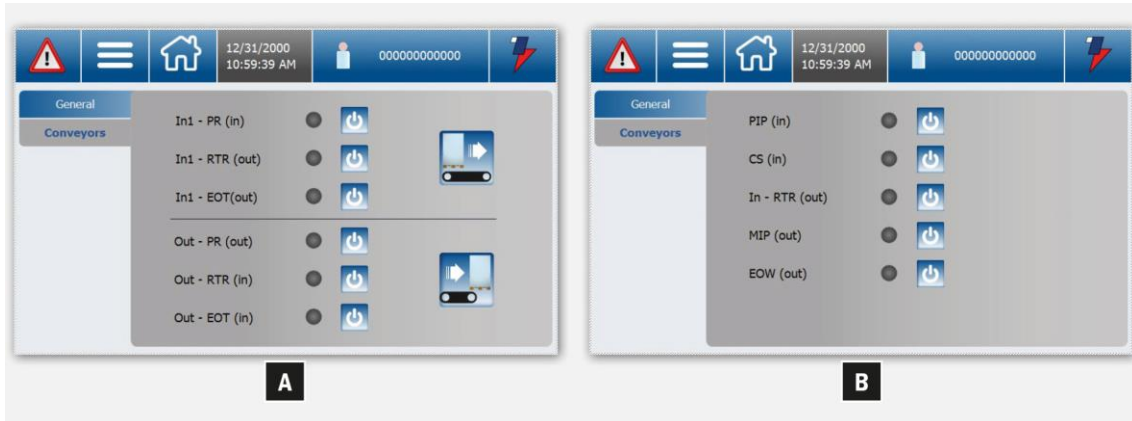 12/31/2000
10:59:39 AM
000000000000
General
Conveyors
In1 - PR (in)
In1 - RTR (out)
In1 - EOT(out)
Out - PR (out)
Out - RTR (in)
Out - EOT (in)
A
12/31/2000
10:59:39 AM
000000000000
General
Conveyors
PIP (in)
CS (in)
In - RTR (out)
MIP (out)
EOW (out)
B